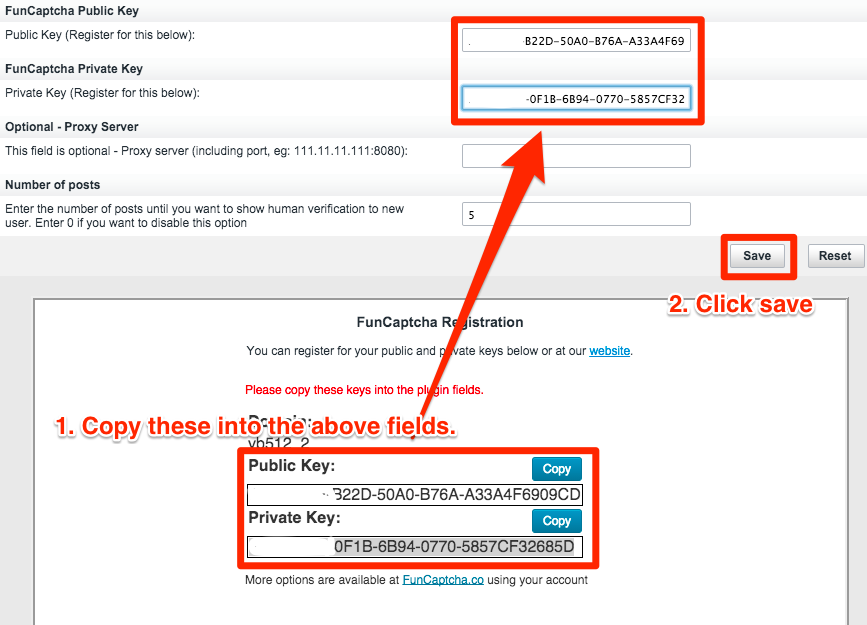 FunCaptcha Public Key
Public Key (Register for this below):
B22D-50A0-B76A-A33A4F69
FunCaptcha Private Key
Private Key (Register for this below):
-0F1B-6B94-0770-5857CF32
Optional - Proxy Server
This field is optional - Proxy server (including port, eg: 111.11.11.111:8080):
Number of posts
Enter the number of posts until you want to show human verification to new
user. Enter 0 if you want to disable this option
5
Save
Reset
2. Click save
FunCaptcha Registration
You can register for your public and private keys below or at our website.
Please copy these keys into the plugin fields.
Domain:
1. Copy these into the above fields.
vb512_2
Public Key:
Copy
B22D-50A0-B76A-A33A4F6909CD
Private Key:
Copy
0F1B-6B94-0770-5857CF32685D
More options are available at FunCaptcha.co using your account